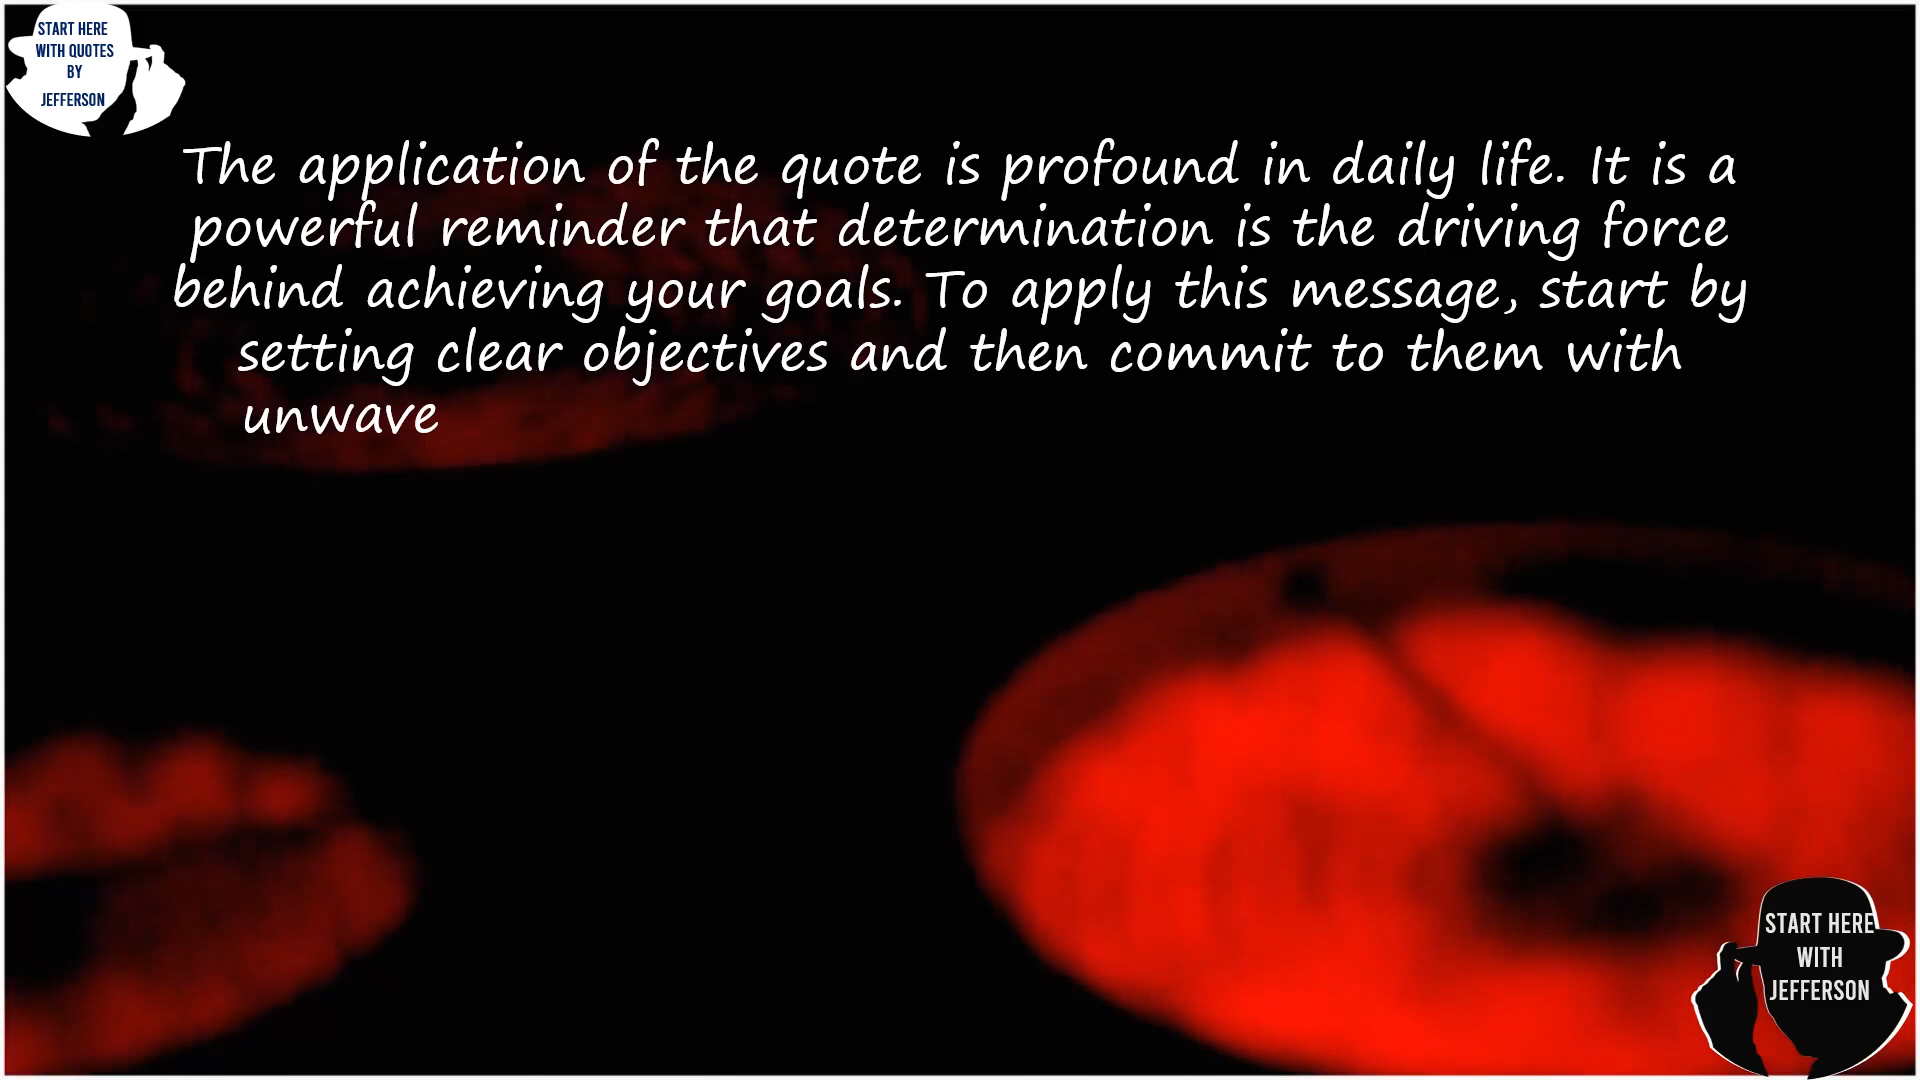 START HERE
WITH QUOTES
BY
JEFFERSON
The application of the quote is profound in daily life. It is a
powerful reminder that determination is the driving force
behind achieving your goals. To apply this message, start by
setting clear objectives and then commit to them with
unwave
START HERE
WITH
JEFFERSON